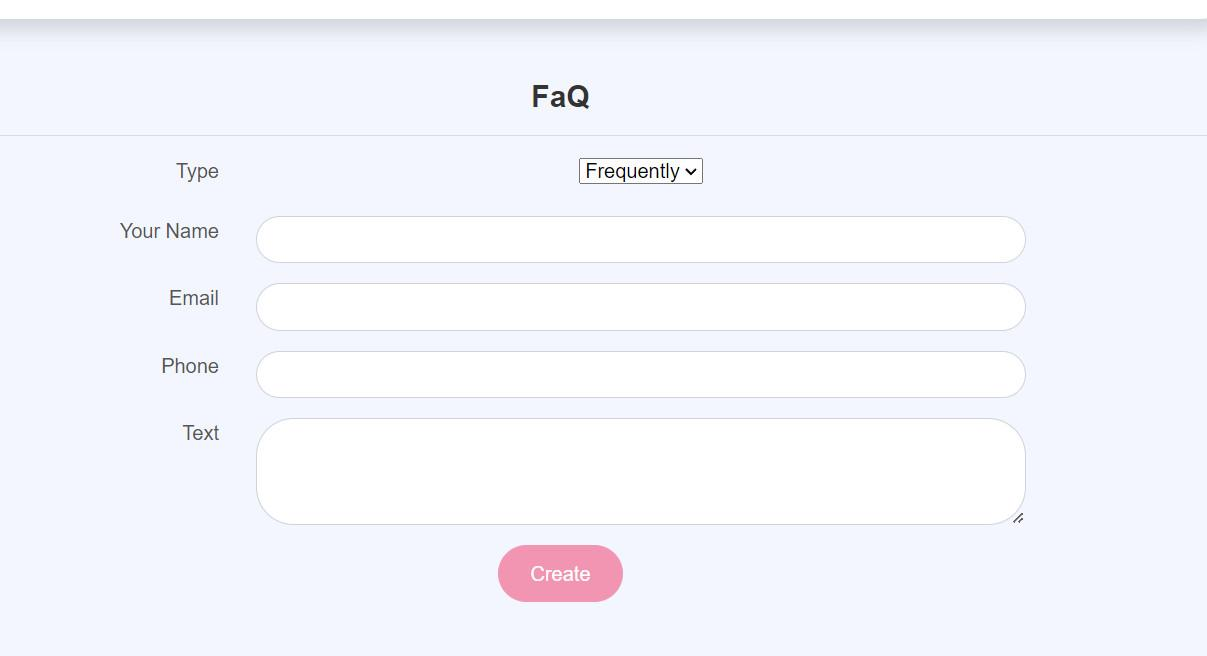 FaQ
Type
Frequently
Your Name
Email
Phone
Text
Create